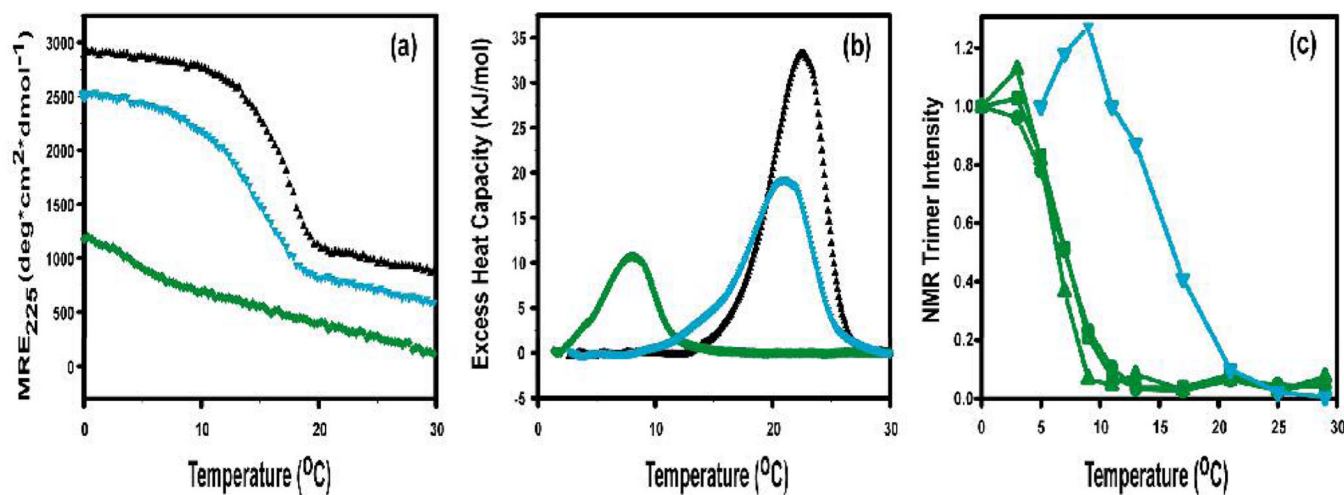 (a)
MRE225 (deg*cm2*dmol-1)
3000
2500
2000
1500
1000
500
0
0 10 20 30
Temperature (OC)
(b)
Excess Heat Capacity (KJ/mol)
35
30
25
20
15
10
5
0
-5
0 10 20 30
Temperature (OC)
(c)
NMR Trimer Intensity
1.2
1.0
0.8
0.6
0.4
0.2
0.0
0 5 10 15 20 25 30
Temperature (OC)